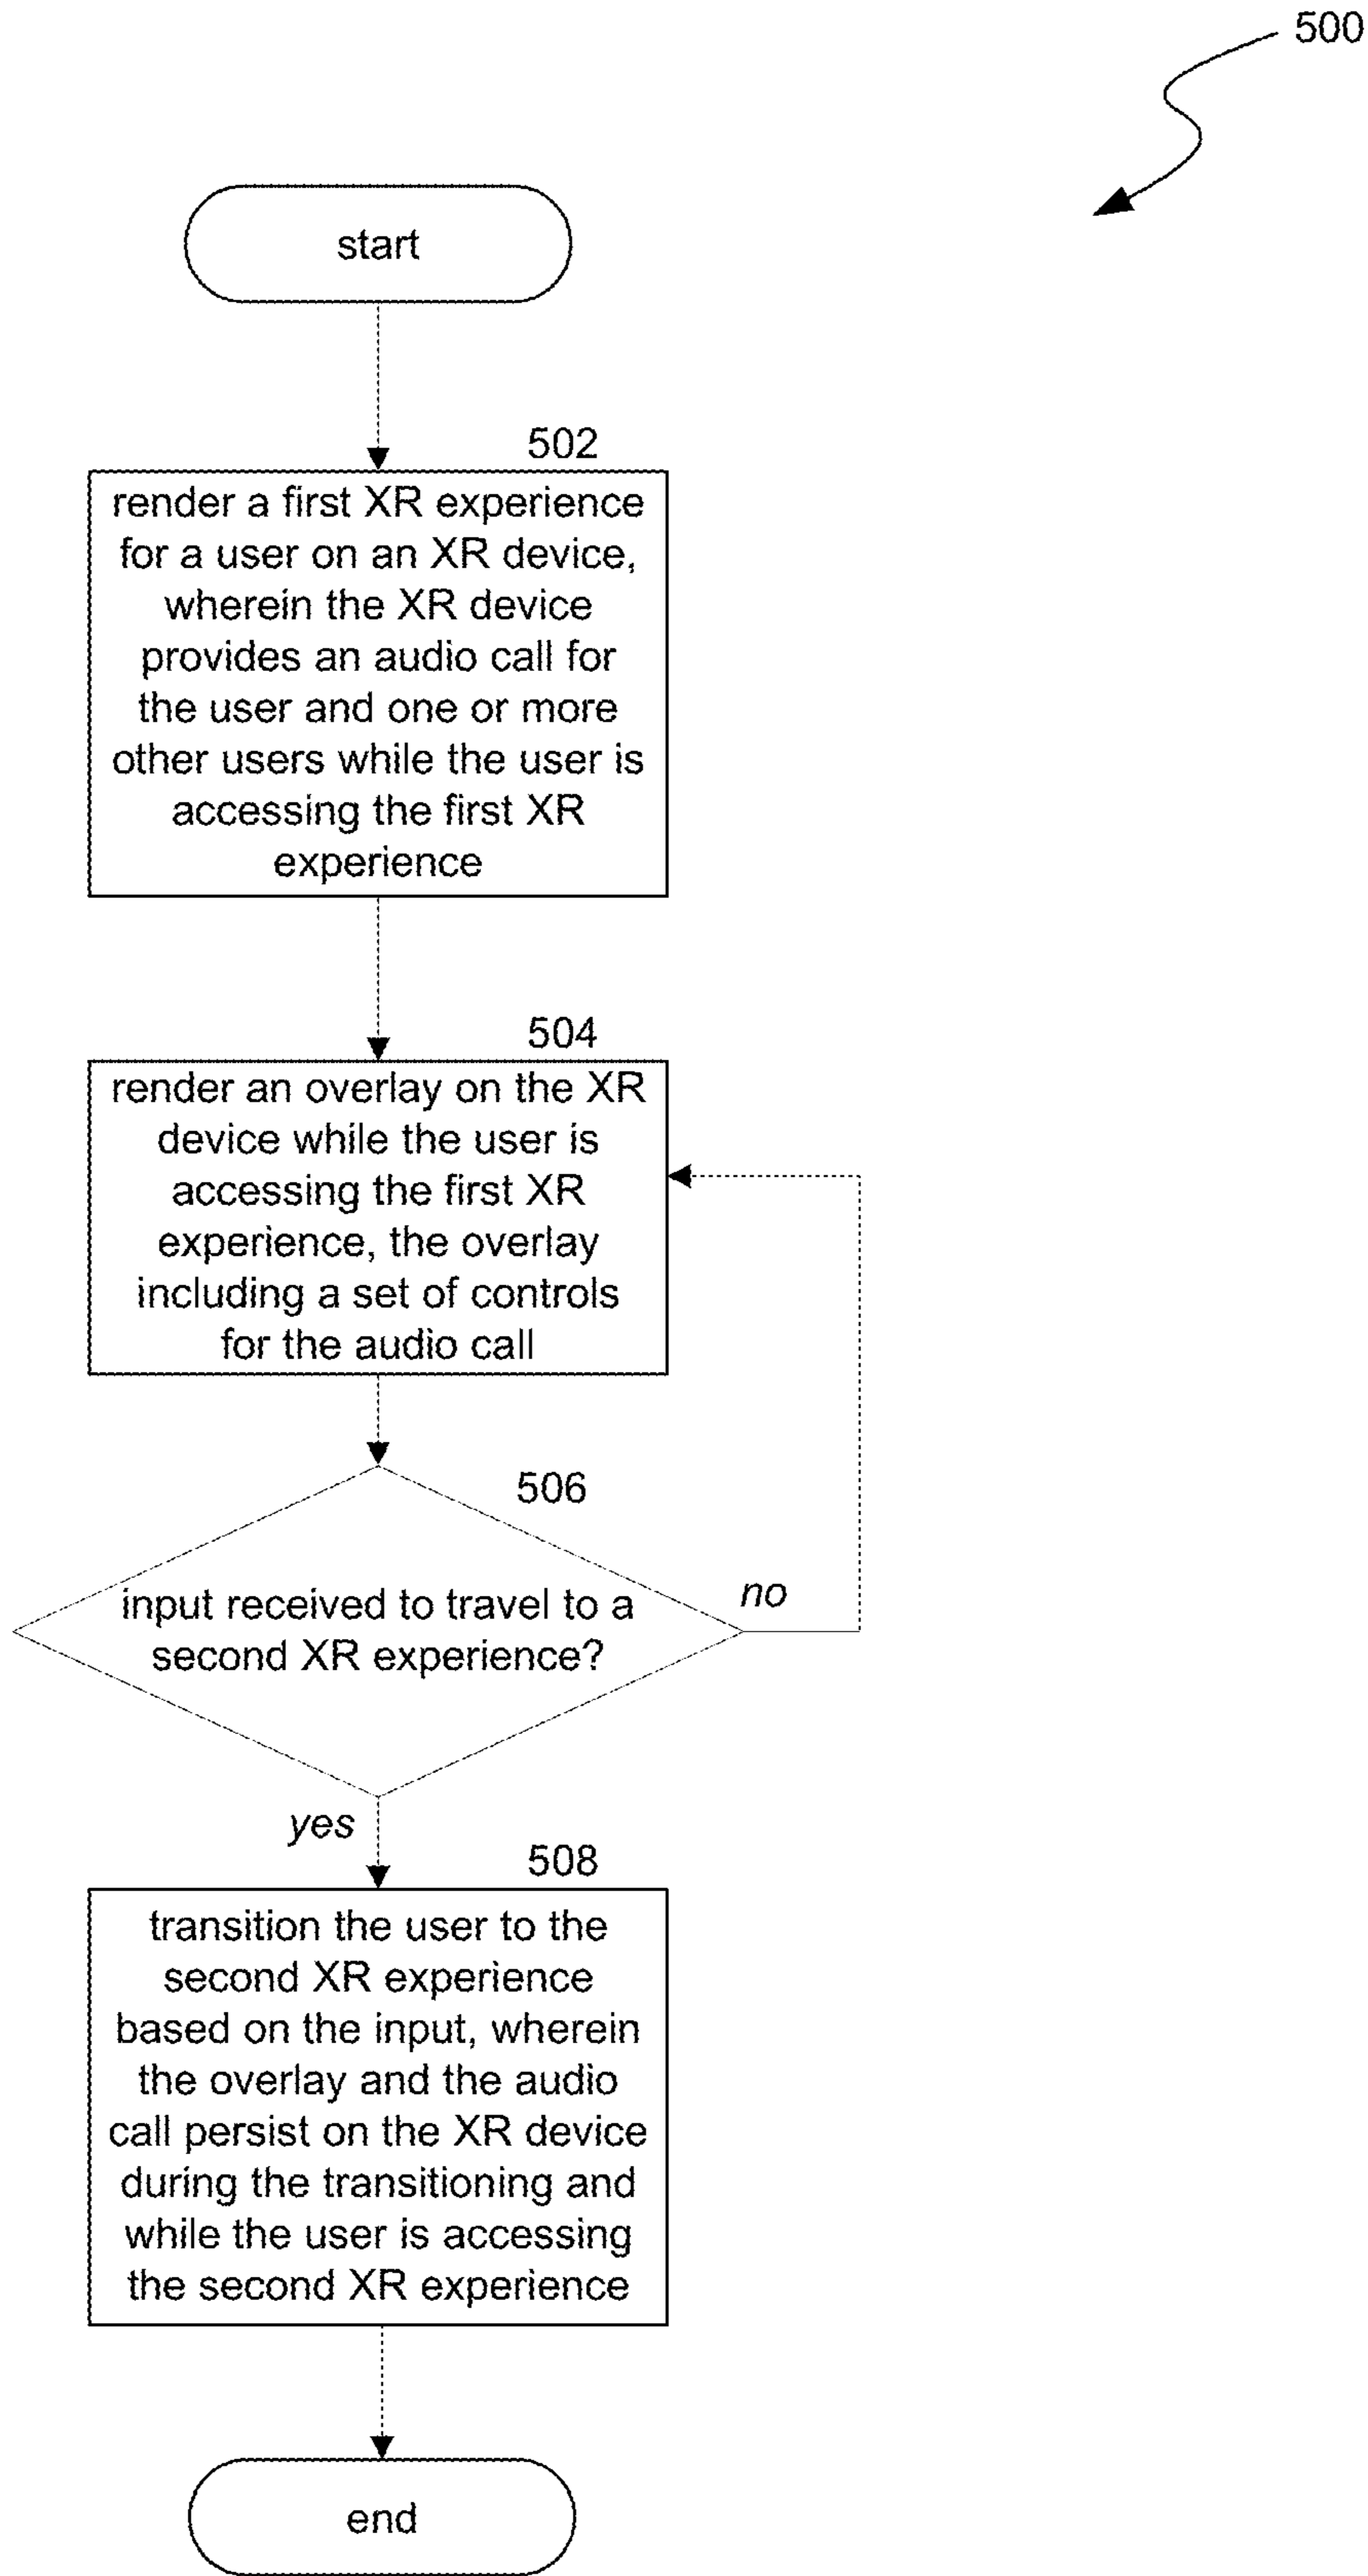 500
start
502
render a first XR experience
for a user on an XR device,
wherein the XR device
provides an audio call for
the user and one or more
other users while the user is
accessing the first XR
experience
504
render an overlay on the XR
device while the user is
accessing the first XR
experience, the overlay
including a set of controls
for the audio call
506
input received to travel to a
second XR experience?
no
yes
508
transition the user to the
second XR experience
based on the input, wherein
the overlay and the audio
call persist on the XR device
during the transitioning and
while the user is accessing
the second XR experience
end